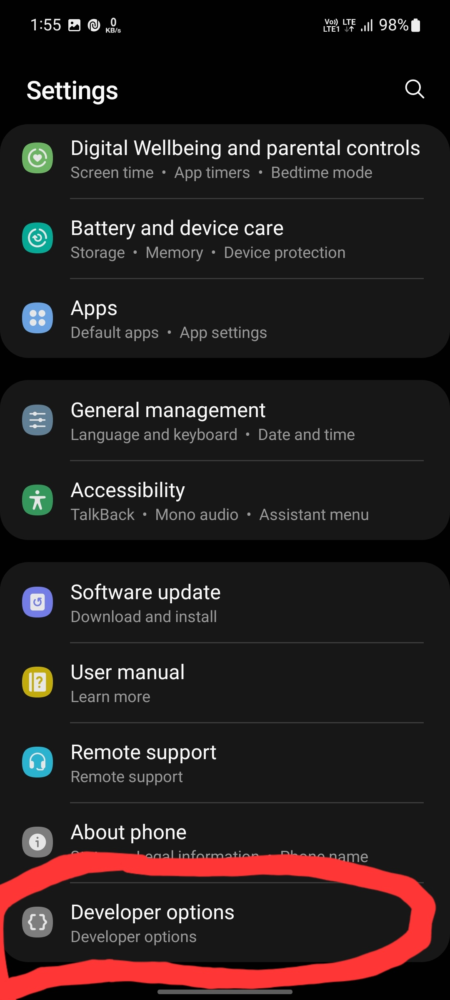 1:55 0 KB/s Vo)) LTE1 LTE 98%
Settings
Digital Wellbeing and parental controls
Screen time • App timers • Bedtime mode
Battery and device care
Storage • Memory • Device protection
Apps
Default apps • App settings
General management
Language and keyboard • Date and time
Accessibility
TalkBack • Mono audio • Assistant menu
Software update
Download and install
User manual
Learn more
Remote support
Remote support
About phone
Legal information • Phone name
Developer options
Developer options